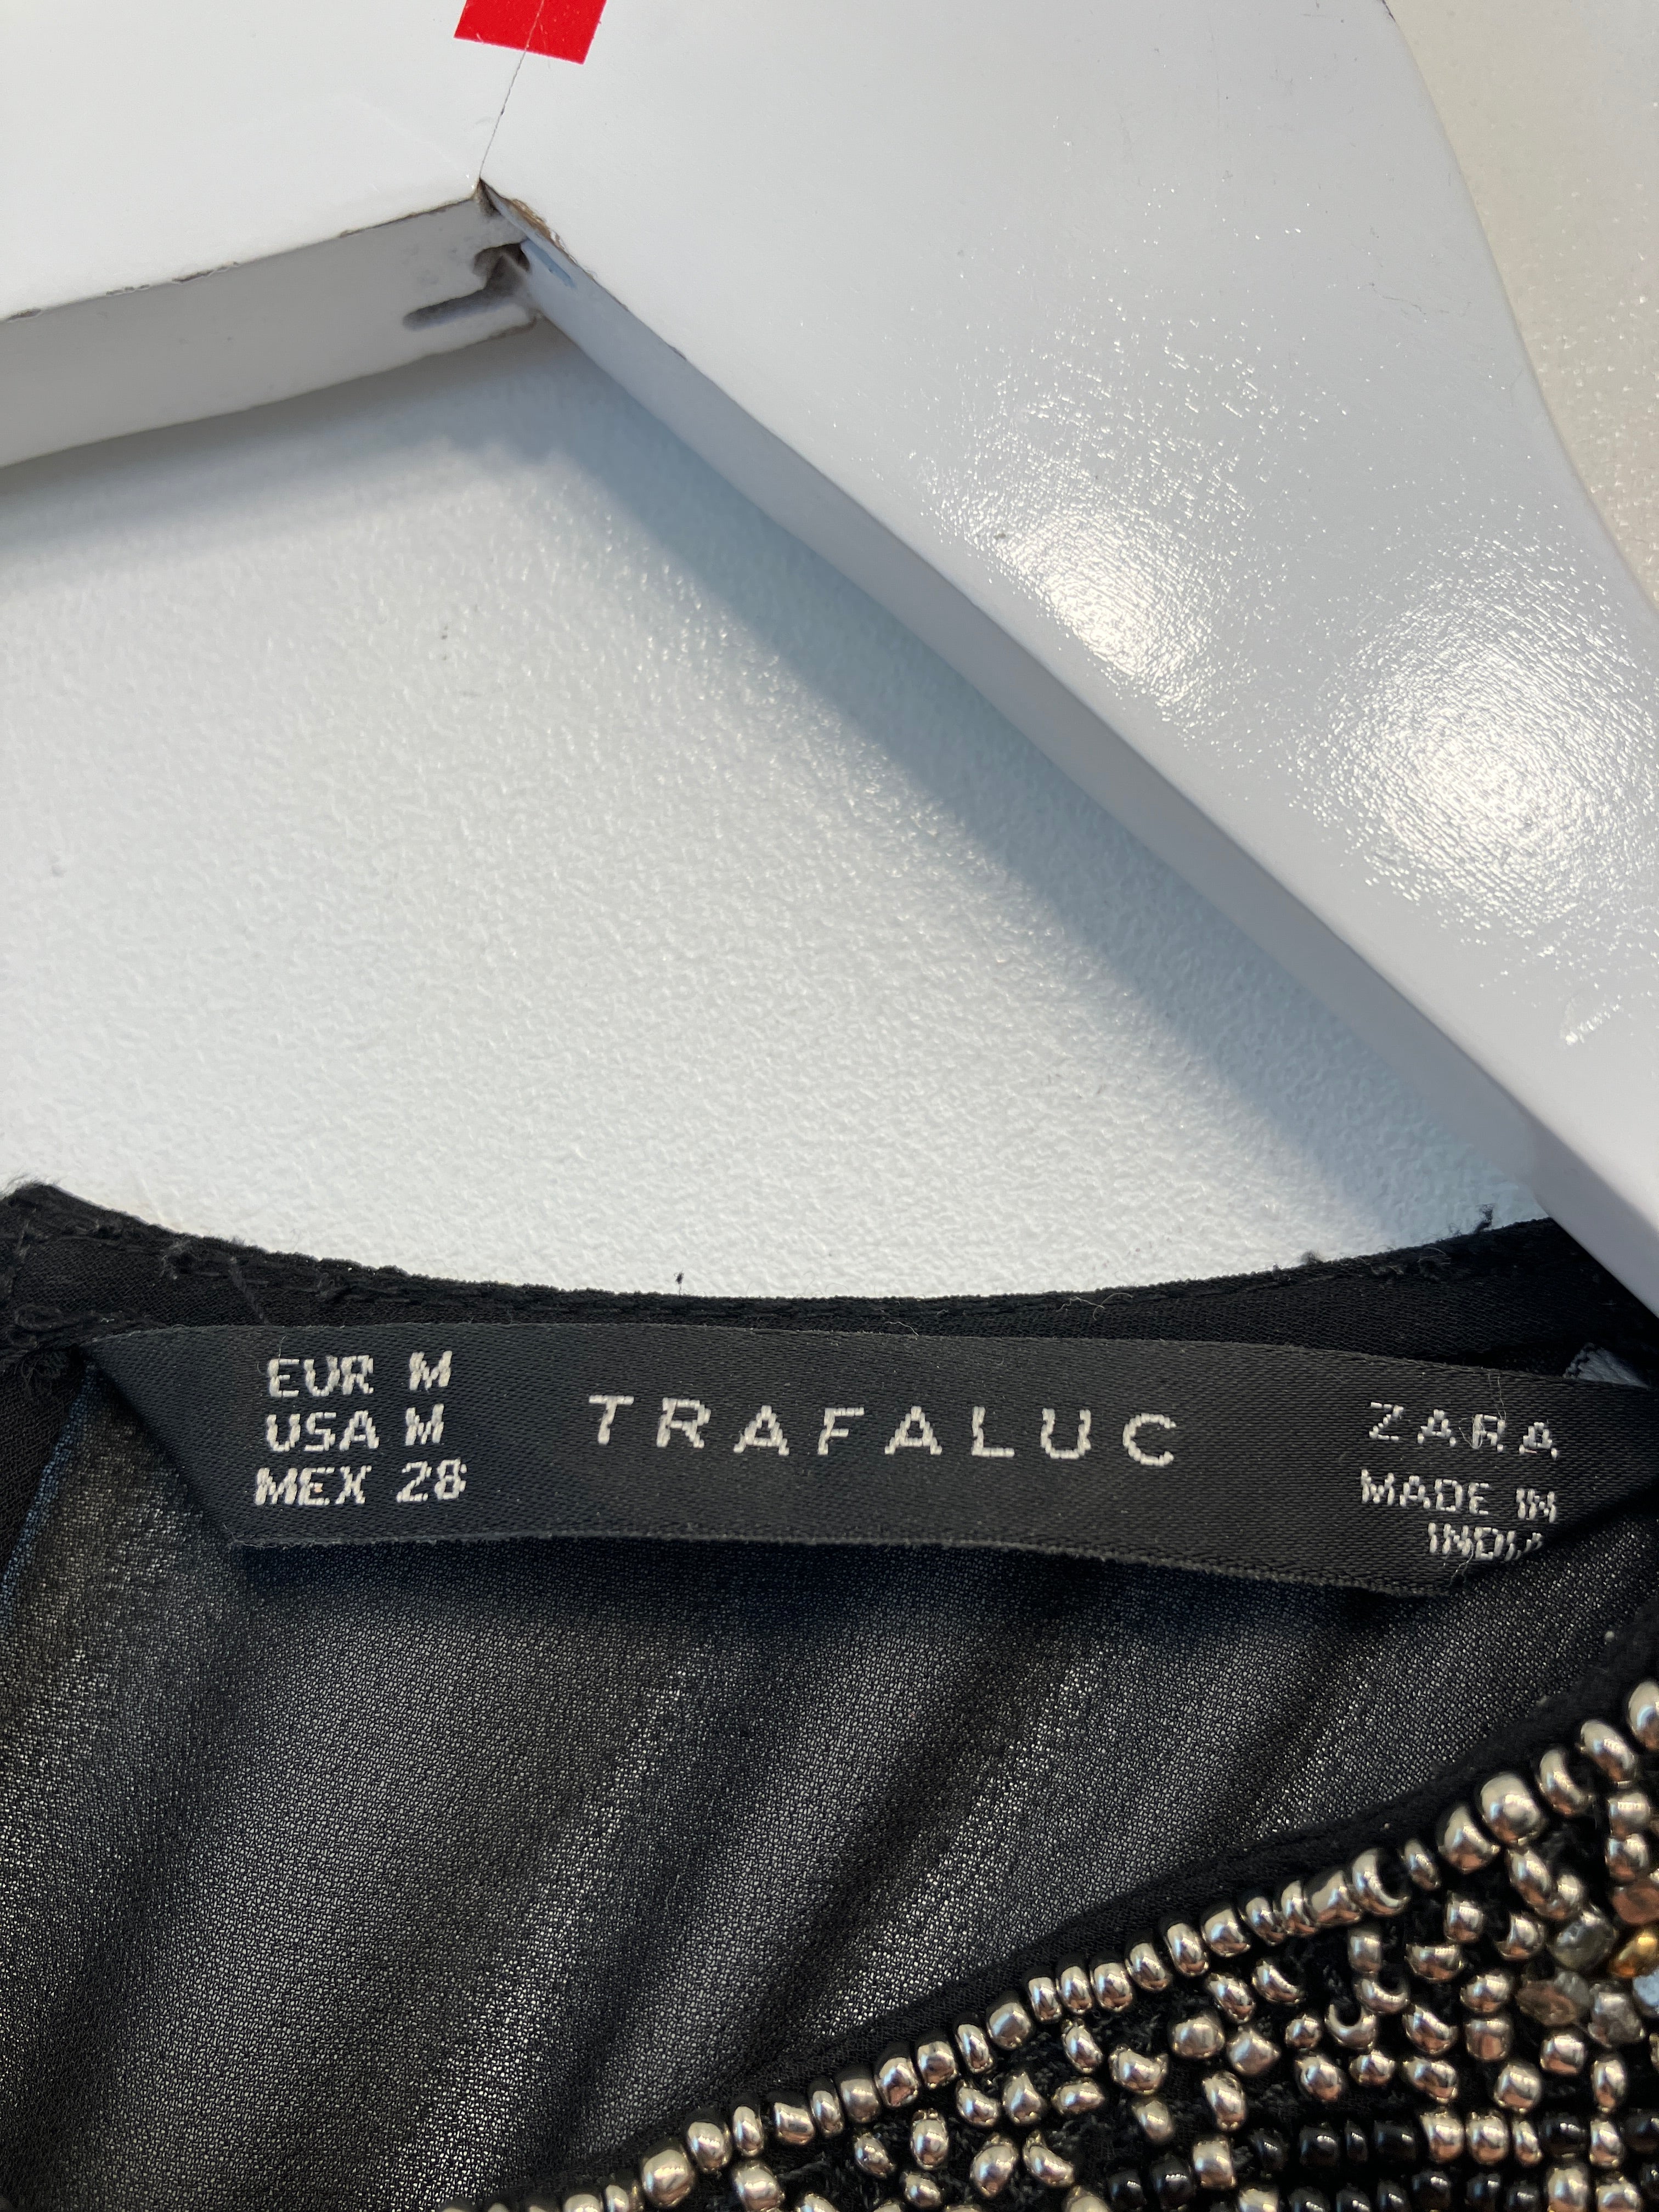 EUR M
USA M
MEX 28
TRAFALUC
ZARA
MADE IN
INDIA